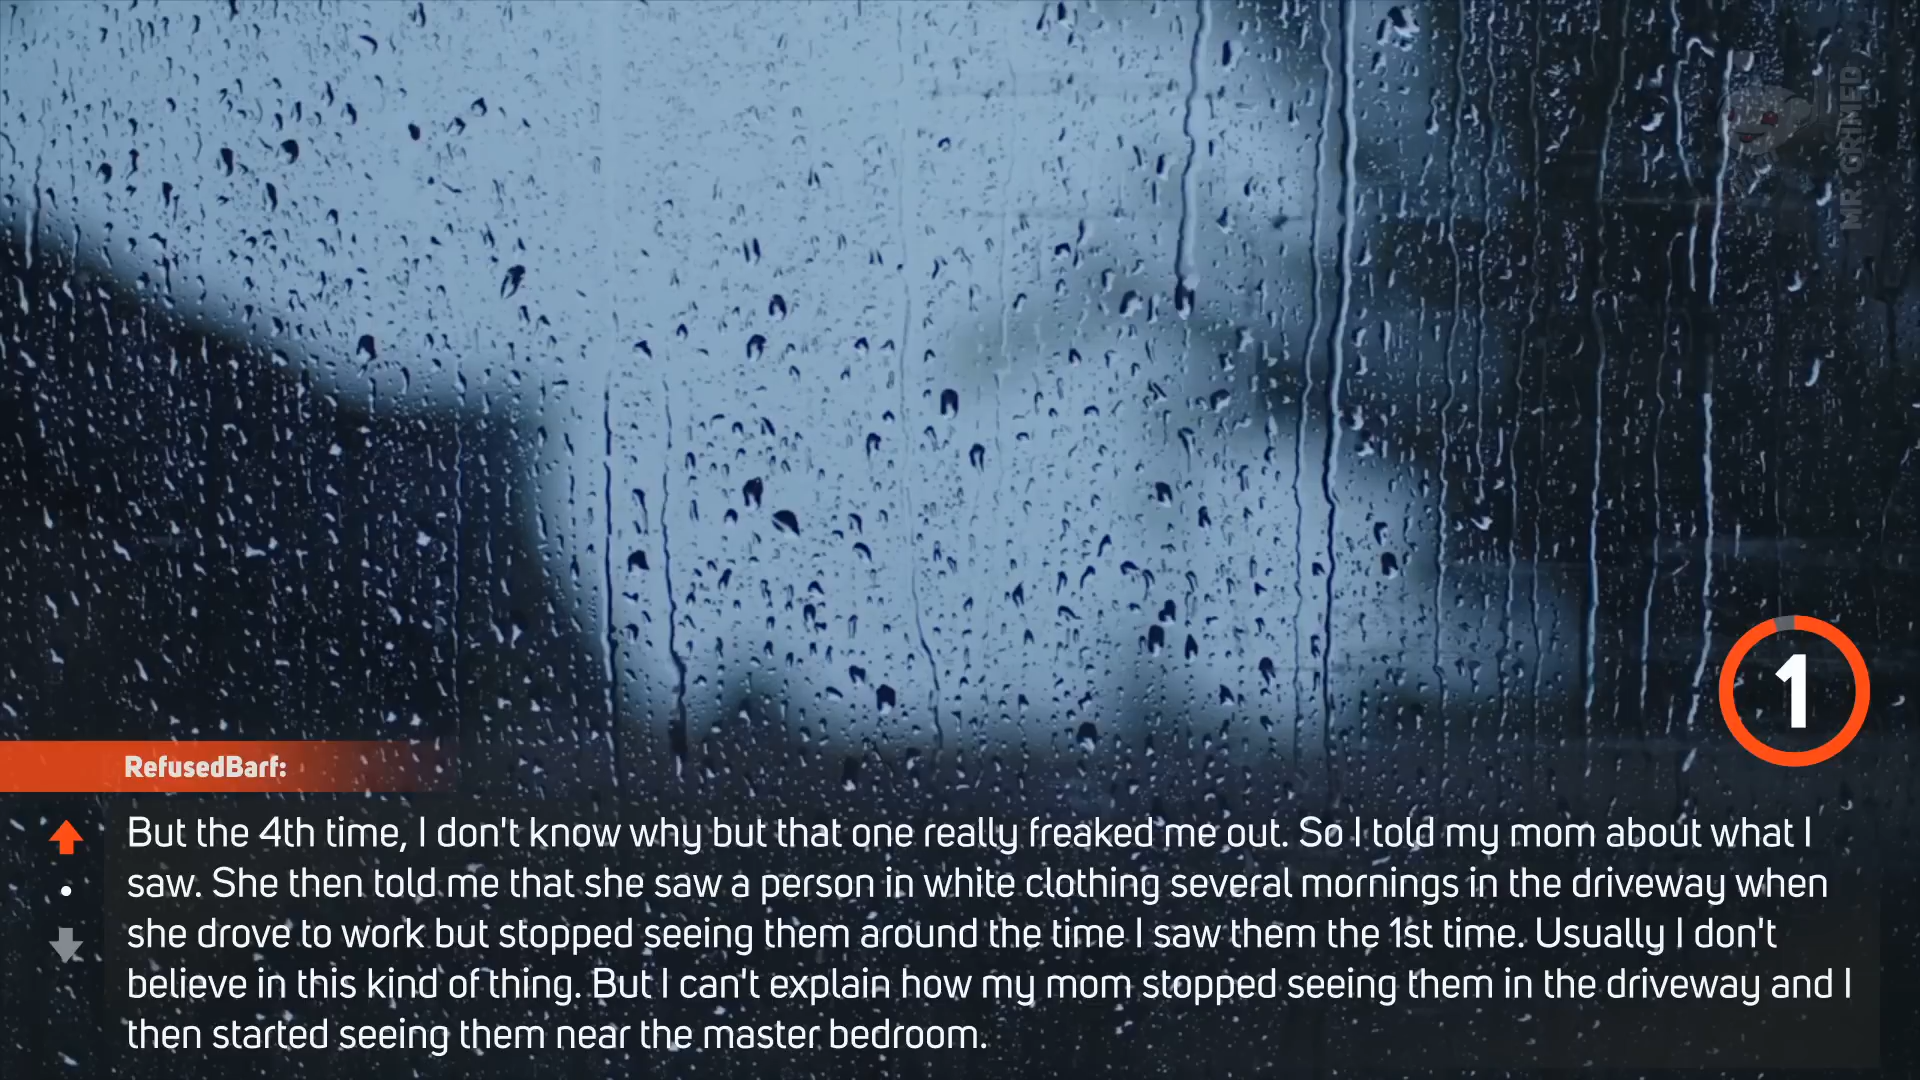 MR. GRINED
1
RefusedBarf:
But the 4th time, I don't know why but that one really freaked me out. So I told my mom about what I
saw. She then told me that she saw a person in white clothing several mornings in the driveway when
she drove to work but stopped seeing them around the time I saw them the 1st time. Usually I don't
believe in this kind of thing. But I can't explain how my mom stopped seeing them in the driveway and I
then started seeing them near the master bedroom.